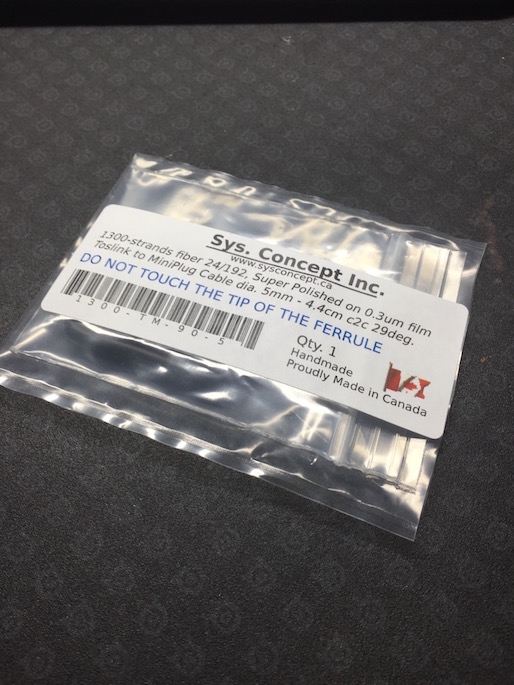 Sys. Concept Inc.
www.sysconcept.ca
1300-strands fiber 24/192, Super Polished on 0.3um film
Toslink to MiniPlug Cable dia. 5mm - 4.4cm c2c 29deg.
DO NOT TOUCH THE TIP OF THE FERRULE
1300-TM-90-5
Qty. 1
Handmade
Proudly Made in Canada